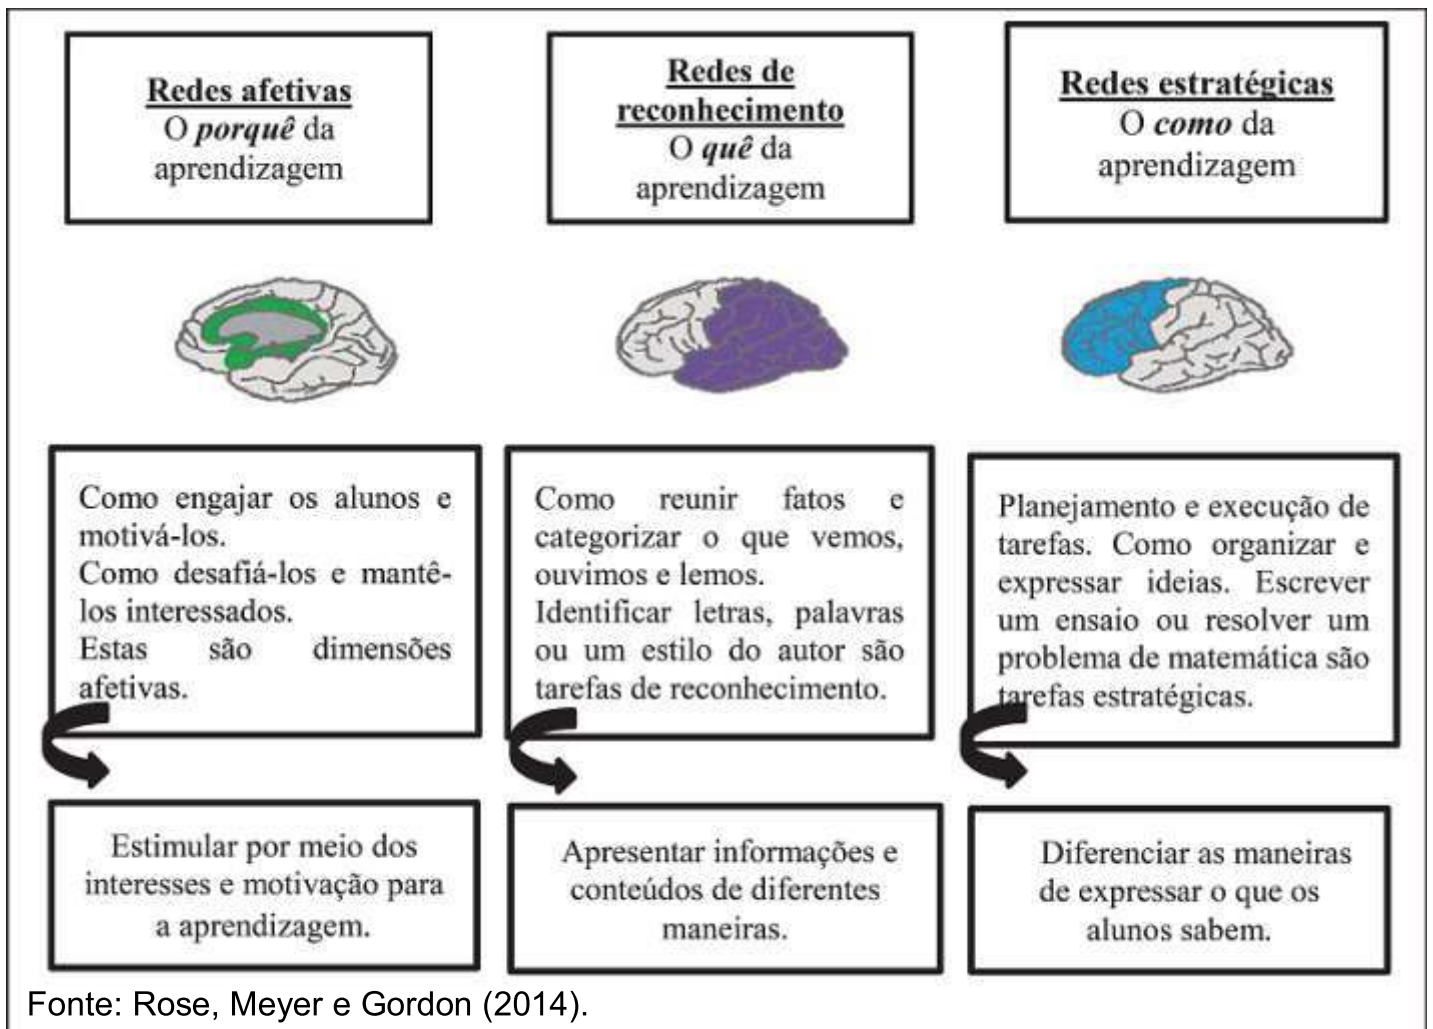 Redes afetivas
O porquê da
aprendizagem
Redes de
reconhecimento
O quê da
aprendizagem
Redes estratégicas
O como da
aprendizagem
Como engajar os alunos e
motivá-los.
Como desafiá-los e mantê-
los interessados.
Estas são dimensões
afetivas.
Como reunir fatos e
categorizar o que vemos,
ouvimos e lemos.
Identificar letras, palavras
ou um estilo do autor são
tarefas de reconhecimento.
Planejamento e execução de
tarefas. Como organizar e
expressar ideias. Escrever
um ensaio ou resolver um
problema de matemática são
tarefas estratégicas.
Estimular por meio dos
interesses e motivação para
a aprendizagem.
Apresentar informações e
conteúdos de diferentes
maneiras.
Diferenciar as maneiras
de expressar o que os
alunos sabem.
Fonte: Rose, Meyer e Gordon (2014).